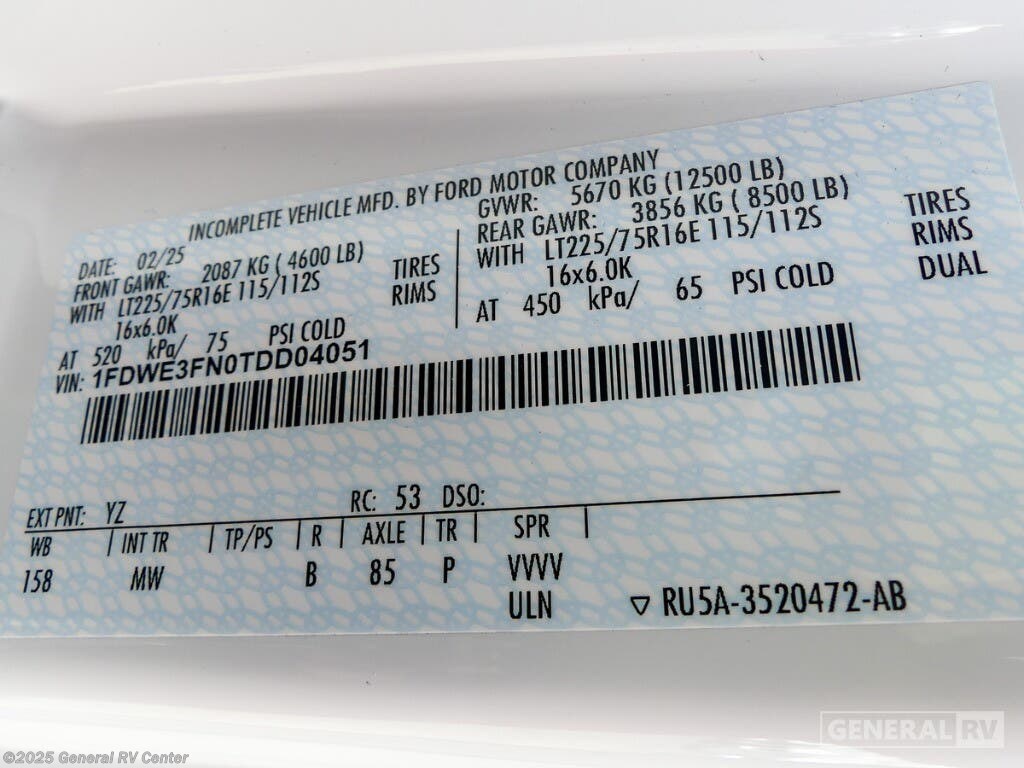 GENERAL RV
INCOMPLETE VEHICLE MFD. BY FORD MOTOR COMPANY
DATE: 02/25
FRONT GAWR: 2087 KG ( 4600 LB)
WITH LT225/75R16E 115/112S TIRES
16x6.0K RIMS
AT 520 kPa/ 75 PSI COLD
GVWR: 5670 KG (12500 LB)
REAR GAWR: 3856 KG ( 8500 LB)
WITH LT225/75R16E 115/112S TIRES
16x6.0K RIMS
AT 450 kPa/ 65 PSI COLD DUAL
VIN: 1FDWE3FN0TDD04051
EXT PNT: YZ RC: 53 DSO:
WB INT TR TP/PS R AXLE TR SPR
158 MW B 85 P VVVV
ULN ▽ RU5A-3520472-AB
GENERAL RV
©2025 General RV Center